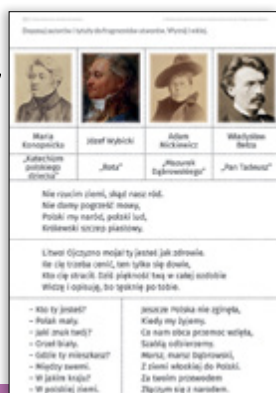 Dopasuj autorów i tytuły do fragmentów utworów. Wytnij i wklej.
Maria Konopnicka
Józef Wybicki
Adam Mickiewicz
Władysław Bełza
„Katechizm polskiego dziecka”
„Rota”
„Mazurek Dąbrowskiego”
„Pan Tadeusz”
Nie rzucim ziemi, skąd nasz ród.
Nie damy pogrześć mowy,
Polski my naród, polski lud,
Królewski szczep piastowy.
Litwo! Ojczyzno moja! ty jesteś jak zdrowie.
Ile cię trzeba cenić, ten tylko się dowie,
Kto cię stracił. Dziś piękność twą w całej ozdobie
Widzę i opisuję, bo tęsknię po tobie.
– Kto ty jesteś?
– Polak mały.
– Jaki znak twój?
– Orzeł biały.
– Gdzie ty mieszkasz?
– Między swemi.
– W jakim kraju?
– W polskiej ziemi.
Jeszcze Polska nie zginęła,
Kiedy my żyjemy.
Co nam obca przemoc wzięła,
Szablą odbierzemy.
Marsz, marsz Dąbrowski,
Z ziemi włoskiej do Polski.
Za twoim przewodem
Złączym się z narodem.